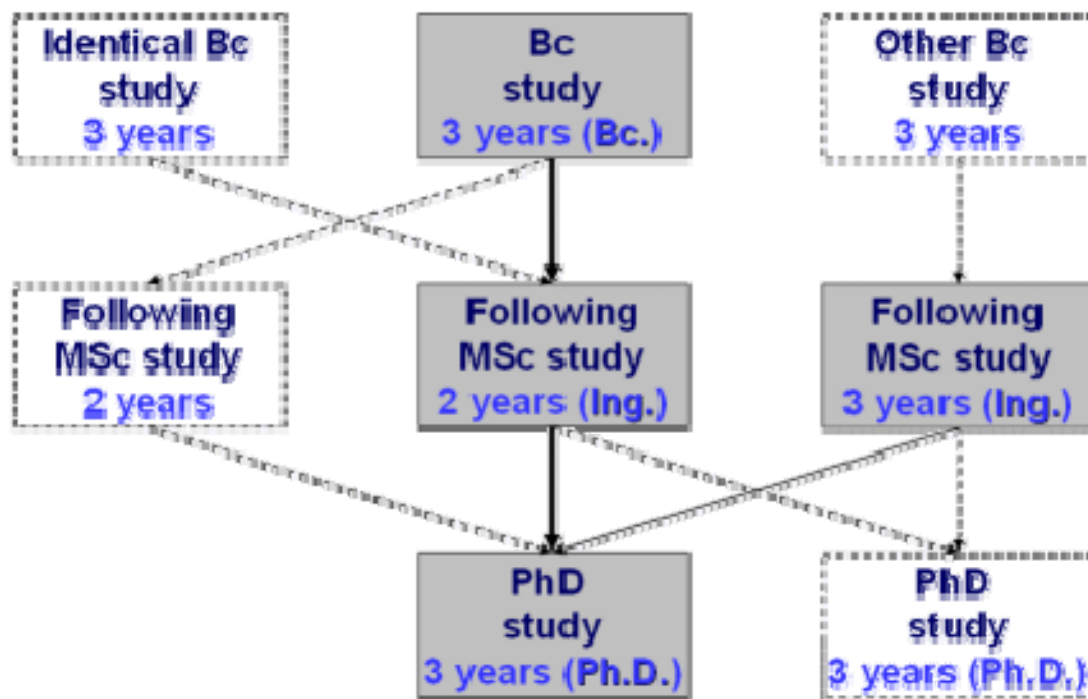 Identical Bc
study
3 years
Bc
study
3 years (Bc.)
Other Bc
study
3 years
Following
MSc study
2 years
Following
MSc study
2 years (Ing.)
Following
MSc study
3 years (Ing.)
PhD
study
3 years (Ph.D.)
PhD
study
3 years (Ph.D.)